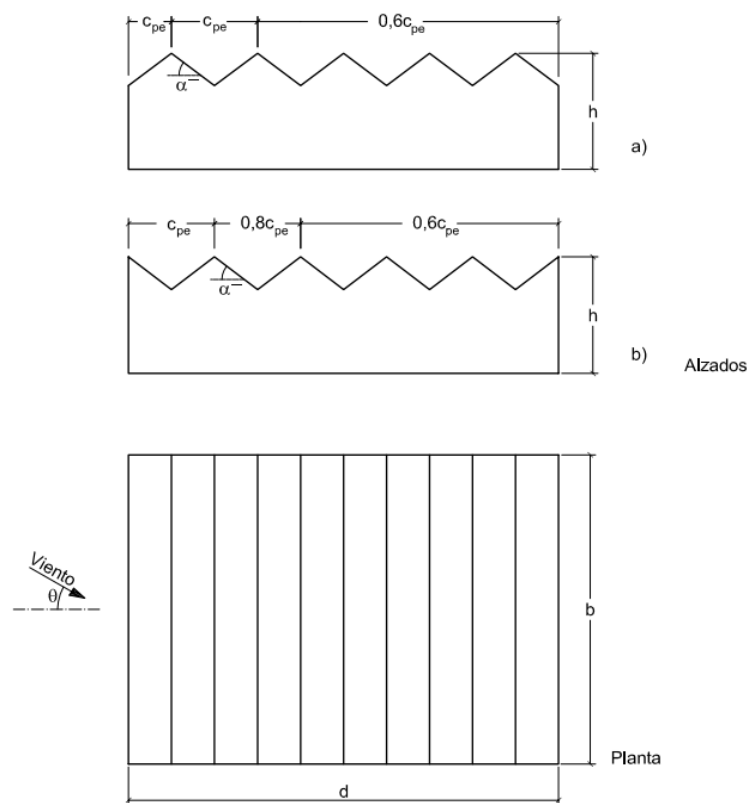 c_pe c_pe 0,6c_pe
α⁻
h
a)
c_pe 0,8c_pe 0,6c_pe
α⁻
h
b)
Alzados
Viento
θ
b
Planta
d